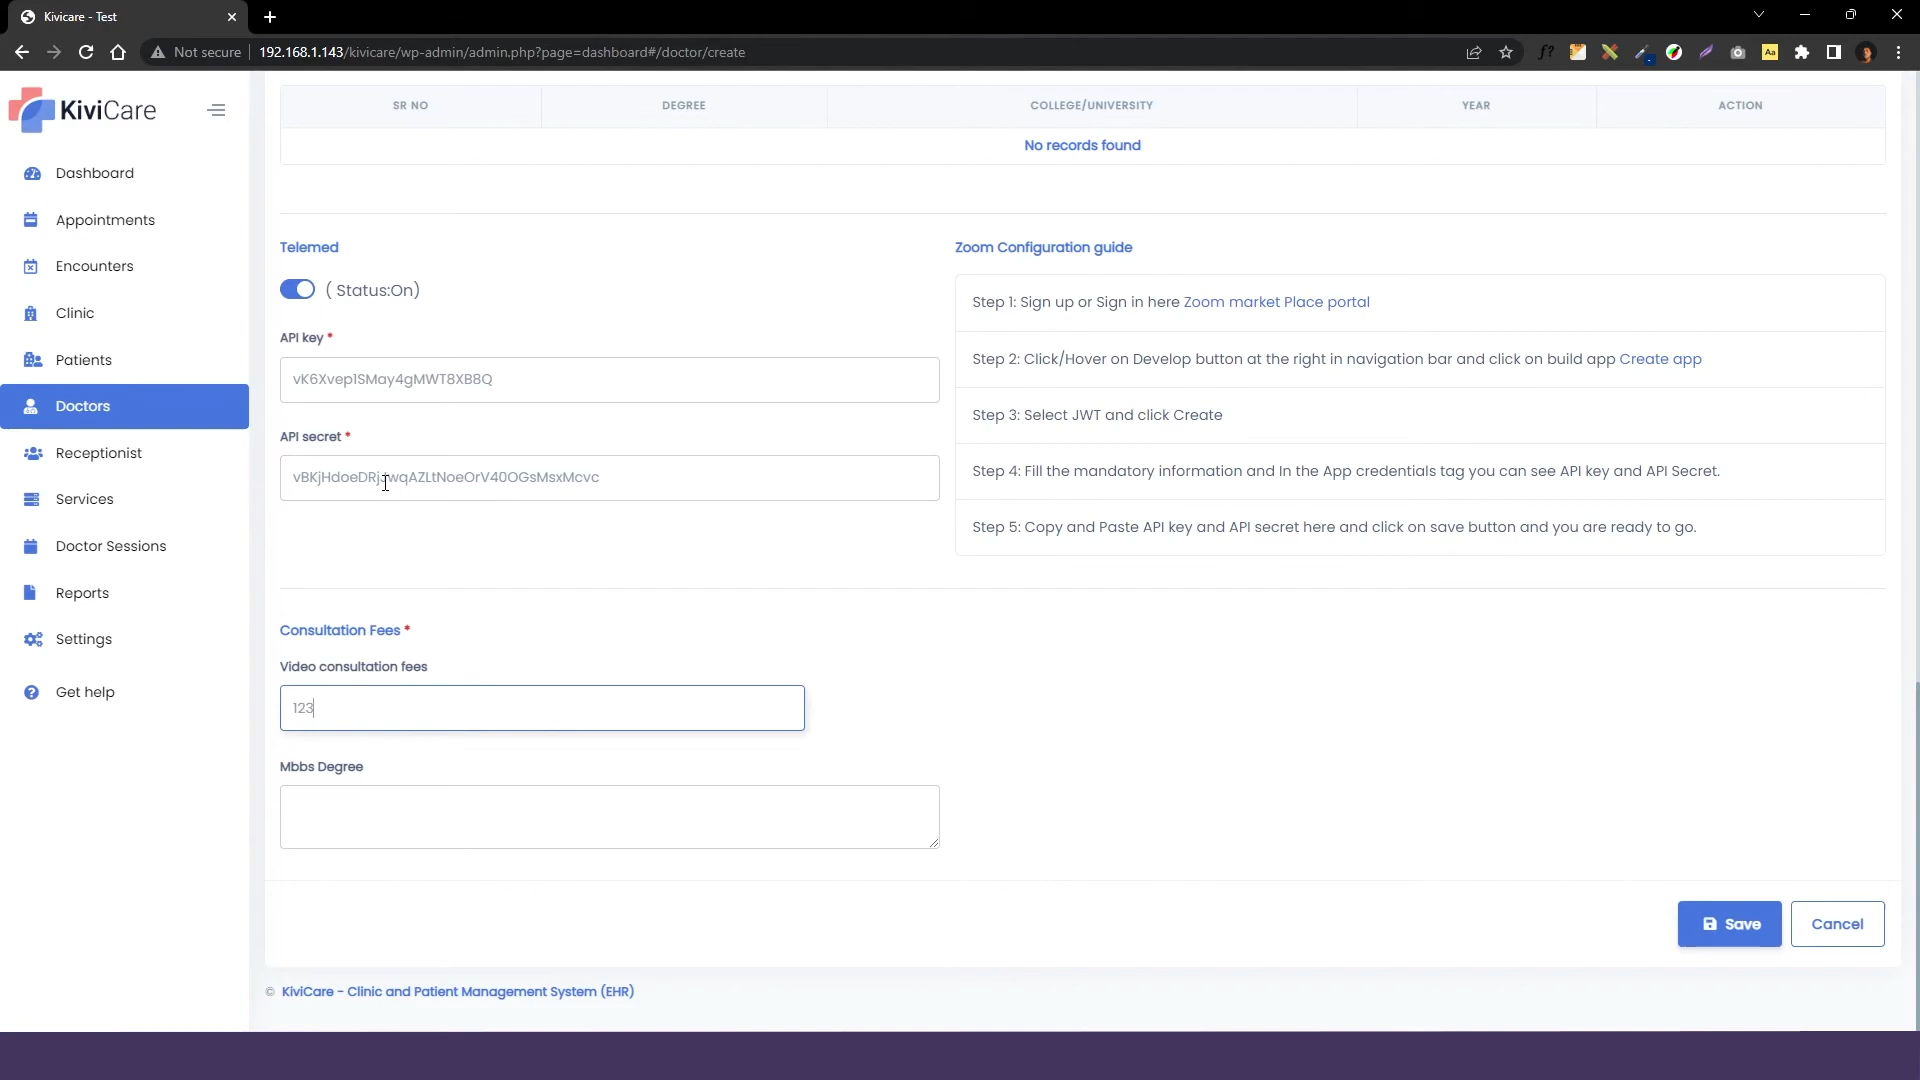 Kivicare - Test
Not secure 192.168.1.143/kivicare/wp-admin/admin.php?page=dashboard#/doctor/create
KiviCare
Dashboard
Appointments
Encounters
Clinic
Patients
Doctors
Receptionist
Services
Doctor Sessions
Reports
Settings
Get help
SR NO DEGREE COLLEGE/UNIVERSITY YEAR ACTION
No records found
Telemed
( Status:On)
API key *
vK6Xvep1SMay4gMWT8XB8Q
API secret *
Zoom Configuration guide
Step 1: Sign up or Sign in here Zoom market Place portal
Step 2: Click/Hover on Develop button at the right in navigation bar and click on build app Create app
Step 3: Select JWT and click Create
Step 4: Fill the mandatory information and In the App credentials tag you can see API key and API Secret.
Step 5: Copy and Paste API key and API secret here and click on save button and you are ready to go.
Consultation Fees *
Video consultation fees
123
Mbbs Degree
Save
Cancel
© KiviCare - Clinic and Patient Management System (EHR)